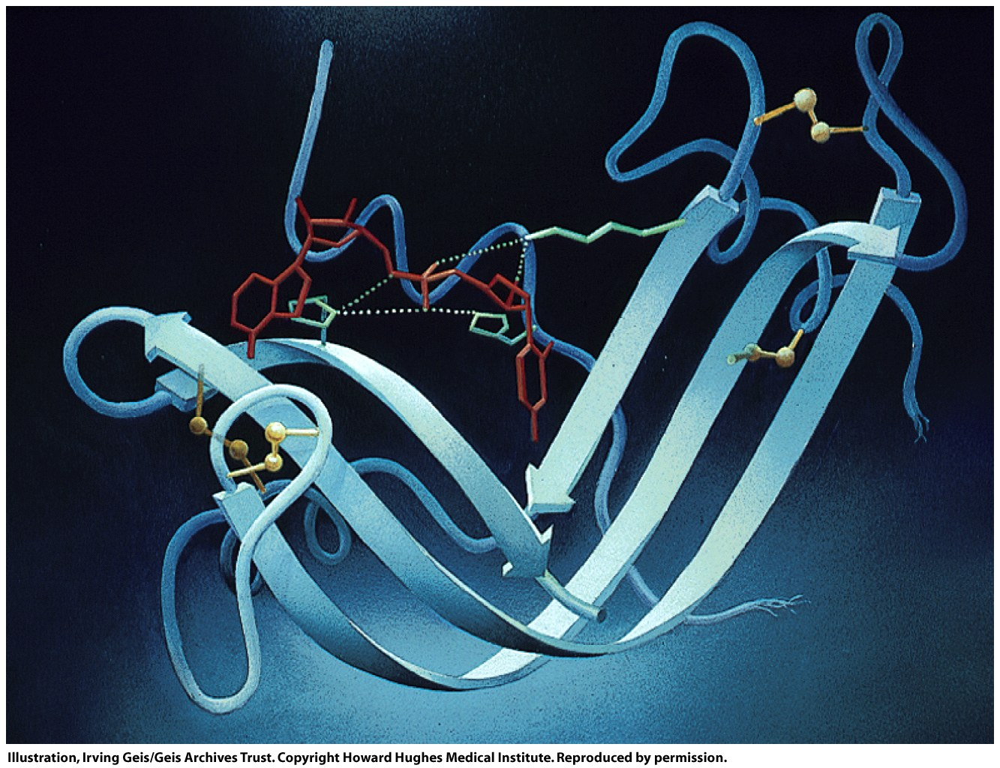 Illustration, Irving Geis/Geis Archives Trust. Copyright Howard Hughes Medical Institute. Reproduced by permission.